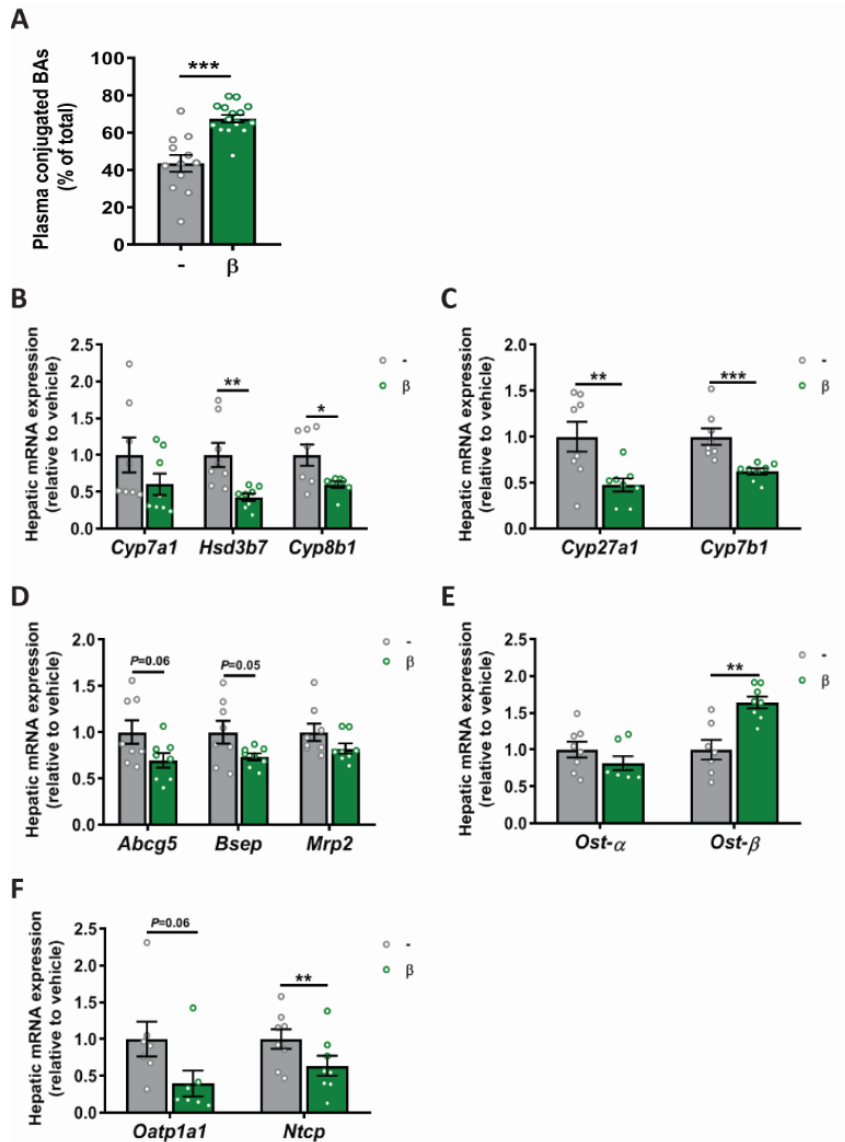 A
Plasma conjugated BAs
(% of total)
100
80
60
40
20
0
***
-
β
B
Hepatic mRNA expression
(relative to vehicle)
2.5
2.0
1.5
1.0
0.5
0.0
**
*
-
β
Cyp7a1
Hsd3b7
Cyp8b1
C
Hepatic mRNA expression
(relative to vehicle)
2.0
1.5
1.0
0.5
0.0
**
***
-
β
Cyp27a1
Cyp7b1
D
Hepatic mRNA expression
(relative to vehicle)
2.0
1.5
1.0
0.5
0.0
P=0.06
P=0.05
-
β
Abcg5
Bsep
Mrp2
E
Hepatic mRNA expression
(relative to vehicle)
2.5
2.0
1.5
1.0
0.5
0.0
**
-
β
Ost-α
Ost-β
F
Hepatic mRNA expression
(relative to vehicle)
2.5
2.0
1.5
1.0
0.5
0.0
P=0.06
**
-
β
Oatp1a1
Ntcp